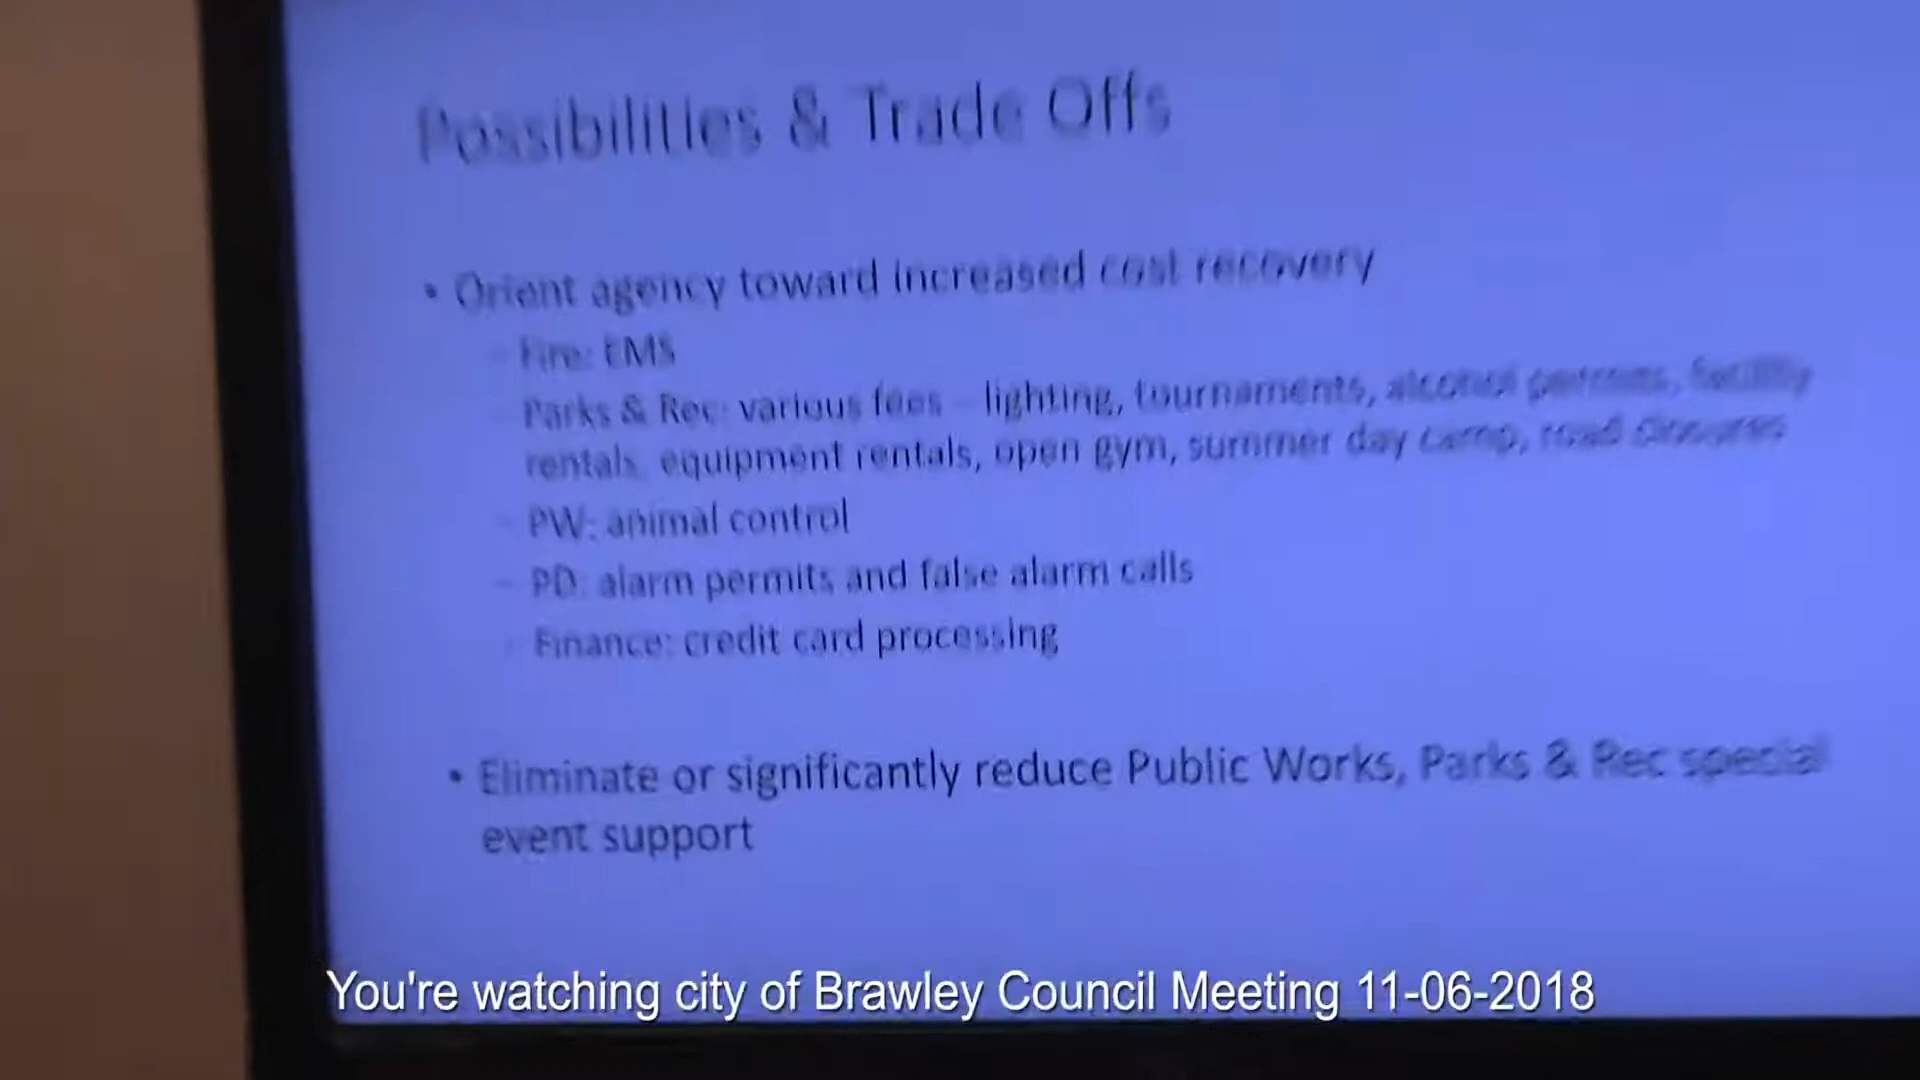 Possibilities & Trade Offs
• Orient agency toward increased cost recovery
– Fire: EMS
– Parks & Rec: various fees – lighting, tournaments, alcohol permits, facility
rentals, equipment rentals, open gym, summer day camp, road closures
– PW: animal control
– PD: alarm permits and false alarm calls
– Finance: credit card processing
• Eliminate or significantly reduce Public Works, Parks & Rec special
event support
You're watching city of Brawley Council Meeting 11-06-2018